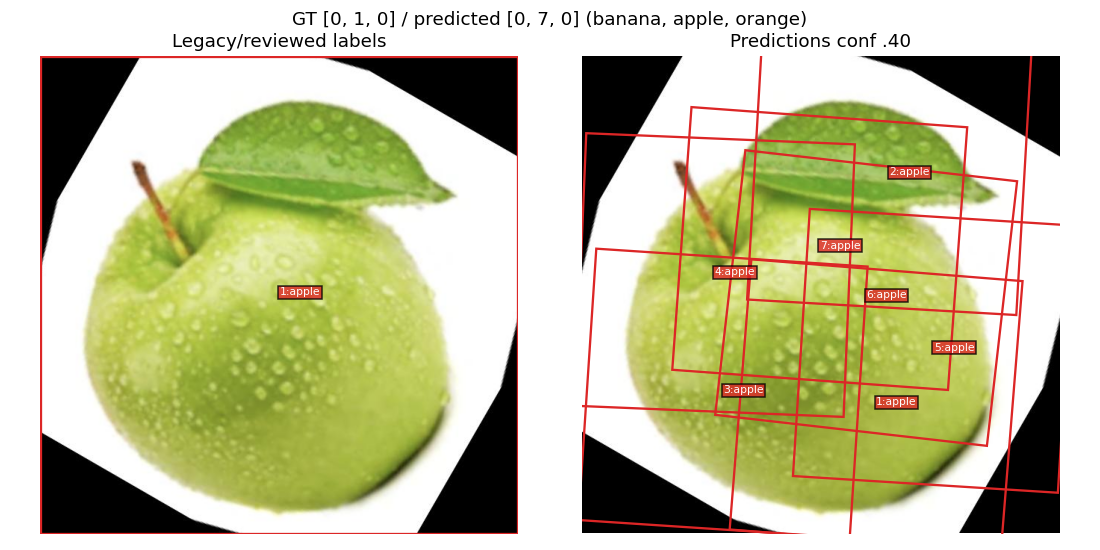 GT [0, 1, 0] / predicted [0, 7, 0] (banana, apple, orange)
Legacy/reviewed labels
Predictions conf .40
1:apple
2:apple
7:apple
4:apple
6:apple
5:apple
3:apple
1:apple